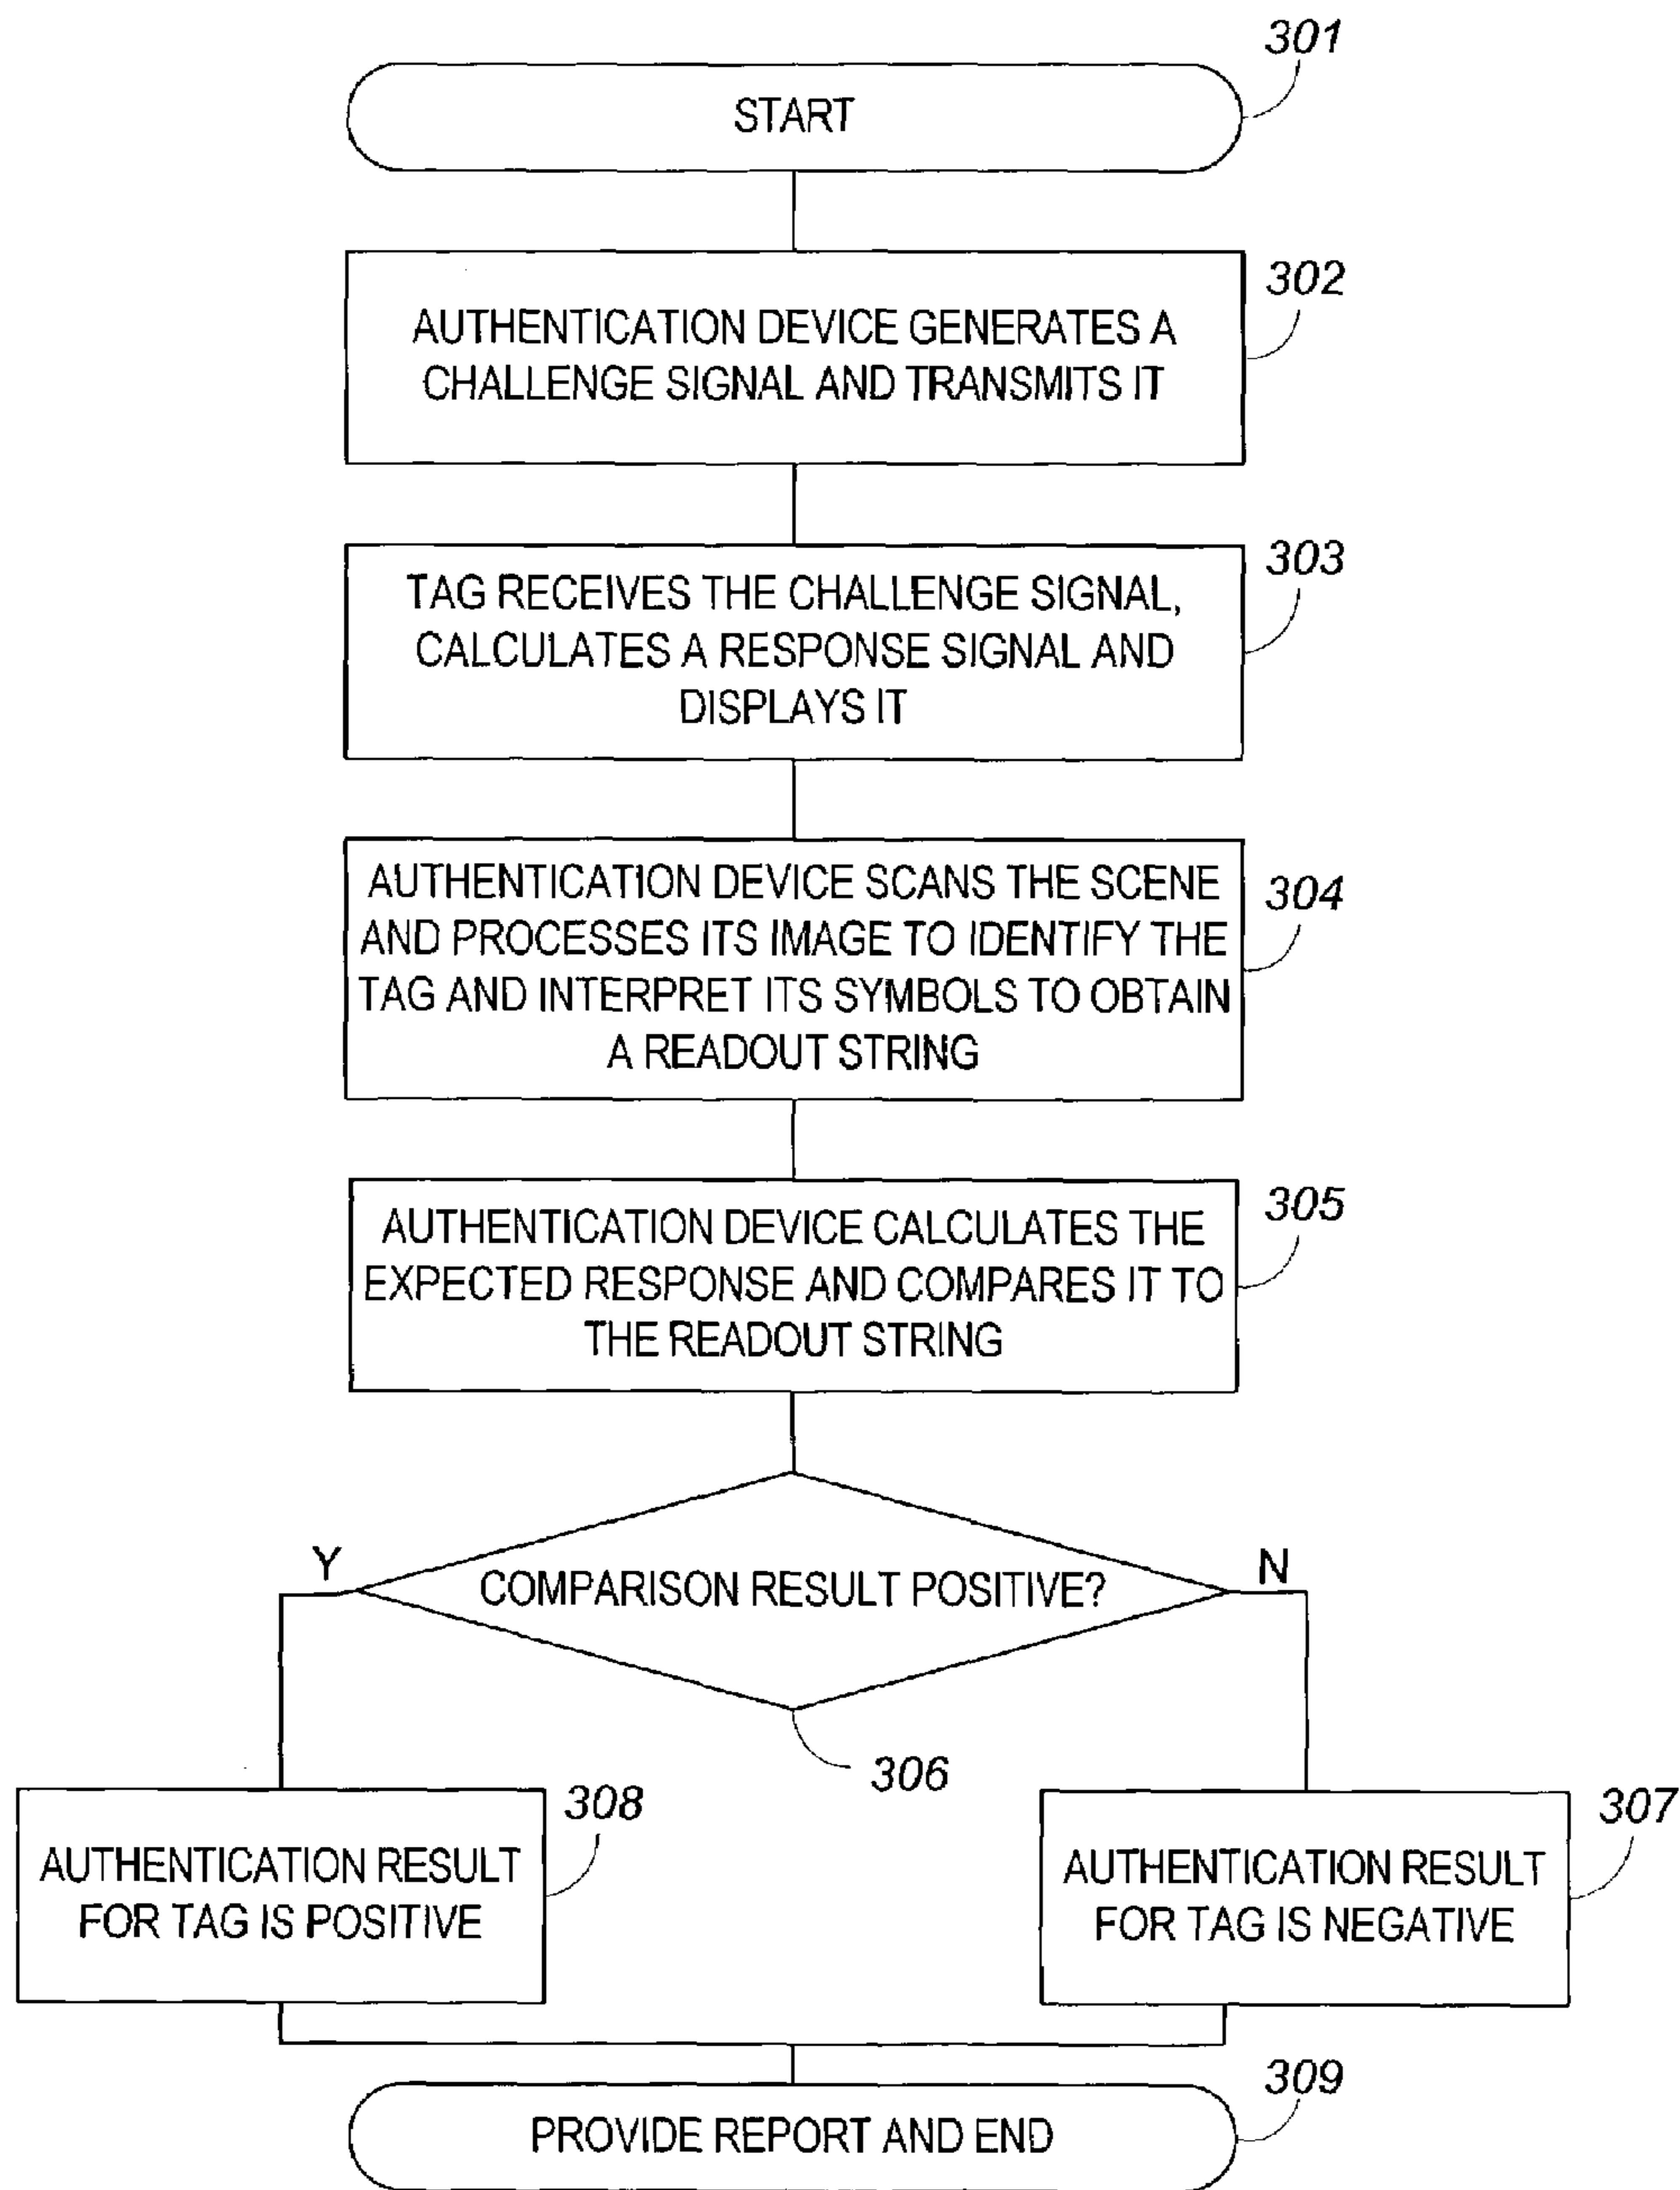 301
START
302
AUTHENTICATION DEVICE GENERATES A
CHALLENGE SIGNAL AND TRANSMITS IT
303
TAG RECEIVES THE CHALLENGE SIGNAL,
CALCULATES A RESPONSE SIGNAL AND
DISPLAYS IT
304
AUTHENTICATION DEVICE SCANS THE SCENE
AND PROCESSES ITS IMAGE TO IDENTIFY THE
TAG AND INTERPRET ITS SYMBOLS TO OBTAIN
A READOUT STRING
305
AUTHENTICATION DEVICE CALCULATES THE
EXPECTED RESPONSE AND COMPARES IT TO
THE READOUT STRING
Y
N
COMPARISON RESULT POSITIVE?
306
308
AUTHENTICATION RESULT
FOR TAG IS POSITIVE
307
AUTHENTICATION RESULT
FOR TAG IS NEGATIVE
309
PROVIDE REPORT AND END